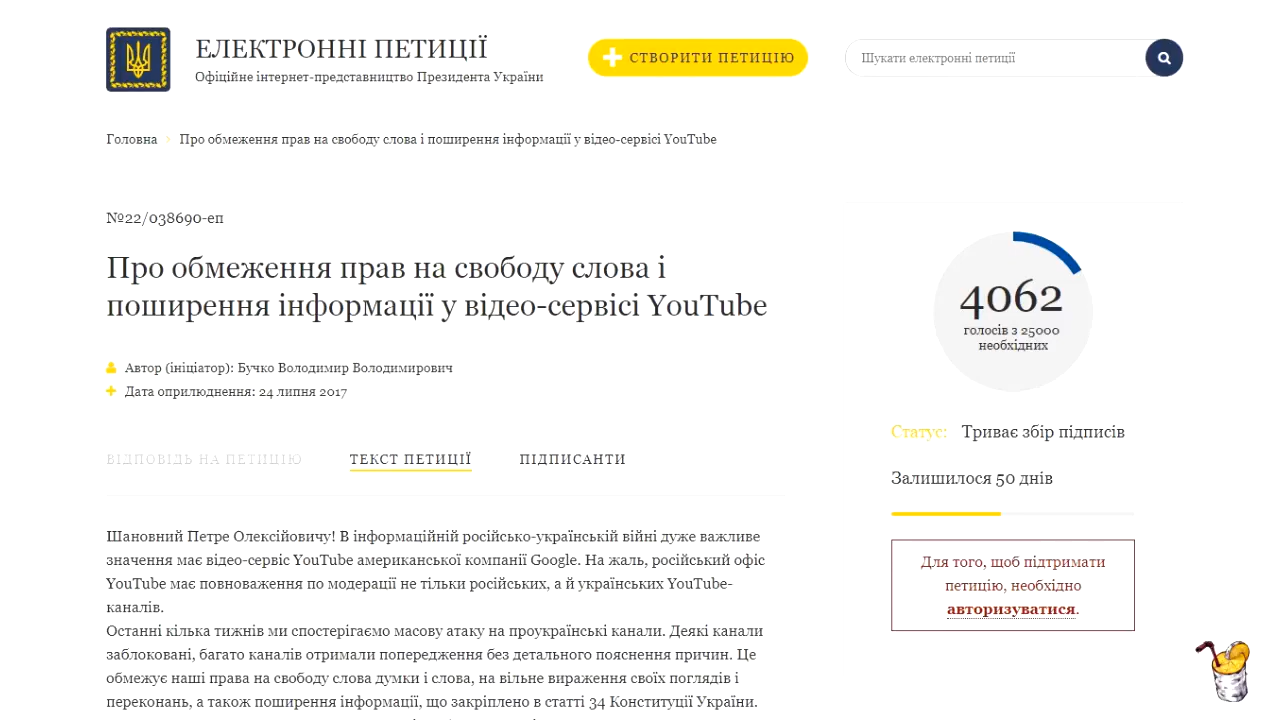 ЕЛЕКТРОННІ ПЕТИЦІЇ
Офіційне інтернет-представництво Президента України
СТВОРИТИ ПЕТИЦІЮ
Шукати електронні петиції
Головна
Про обмеження прав на свободу слова і поширення інформації у відео-сервісі YouTube
№22/038690-еп
Про обмеження прав на свободу слова і
поширення інформації у відео-сервісі YouTube
Автор (ініціатор): Бучко Володимир Володимирович
Дата оприлюднення: 24 липня 2017
ВІДПОВІДЬ НА ПЕТИЦІЮ
ТЕКСТ ПЕТИЦІЇ
ПІДПИСАНТИ
Шановний Петре Олексійовичу! В інформаційній російсько-українській війні дуже важливе
значення має відео-сервіс YouTube американської компанії Google. На жаль, російський офіс
YouTube має повноваження по модерації не тільки російських, а й українських YouTube-
каналів.
Останні кілька тижнів ми спостерігаємо масову атаку на проукраїнські канали. Деякі канали
заблоковані, багато каналів отримали попередження без детального пояснення причин. Це
обмежує наші права на свободу слова думки і слова, на вільне вираження своїх поглядів і
переконань, а також поширення інформації, що закріплено в статті 34 Конституції України.
4062
голосів з 25000
необхідних
Статус: Триває збір підписів
Залишилося 50 днів
Для того, щоб підтримати
петицію, необхідно
авторизуватися.